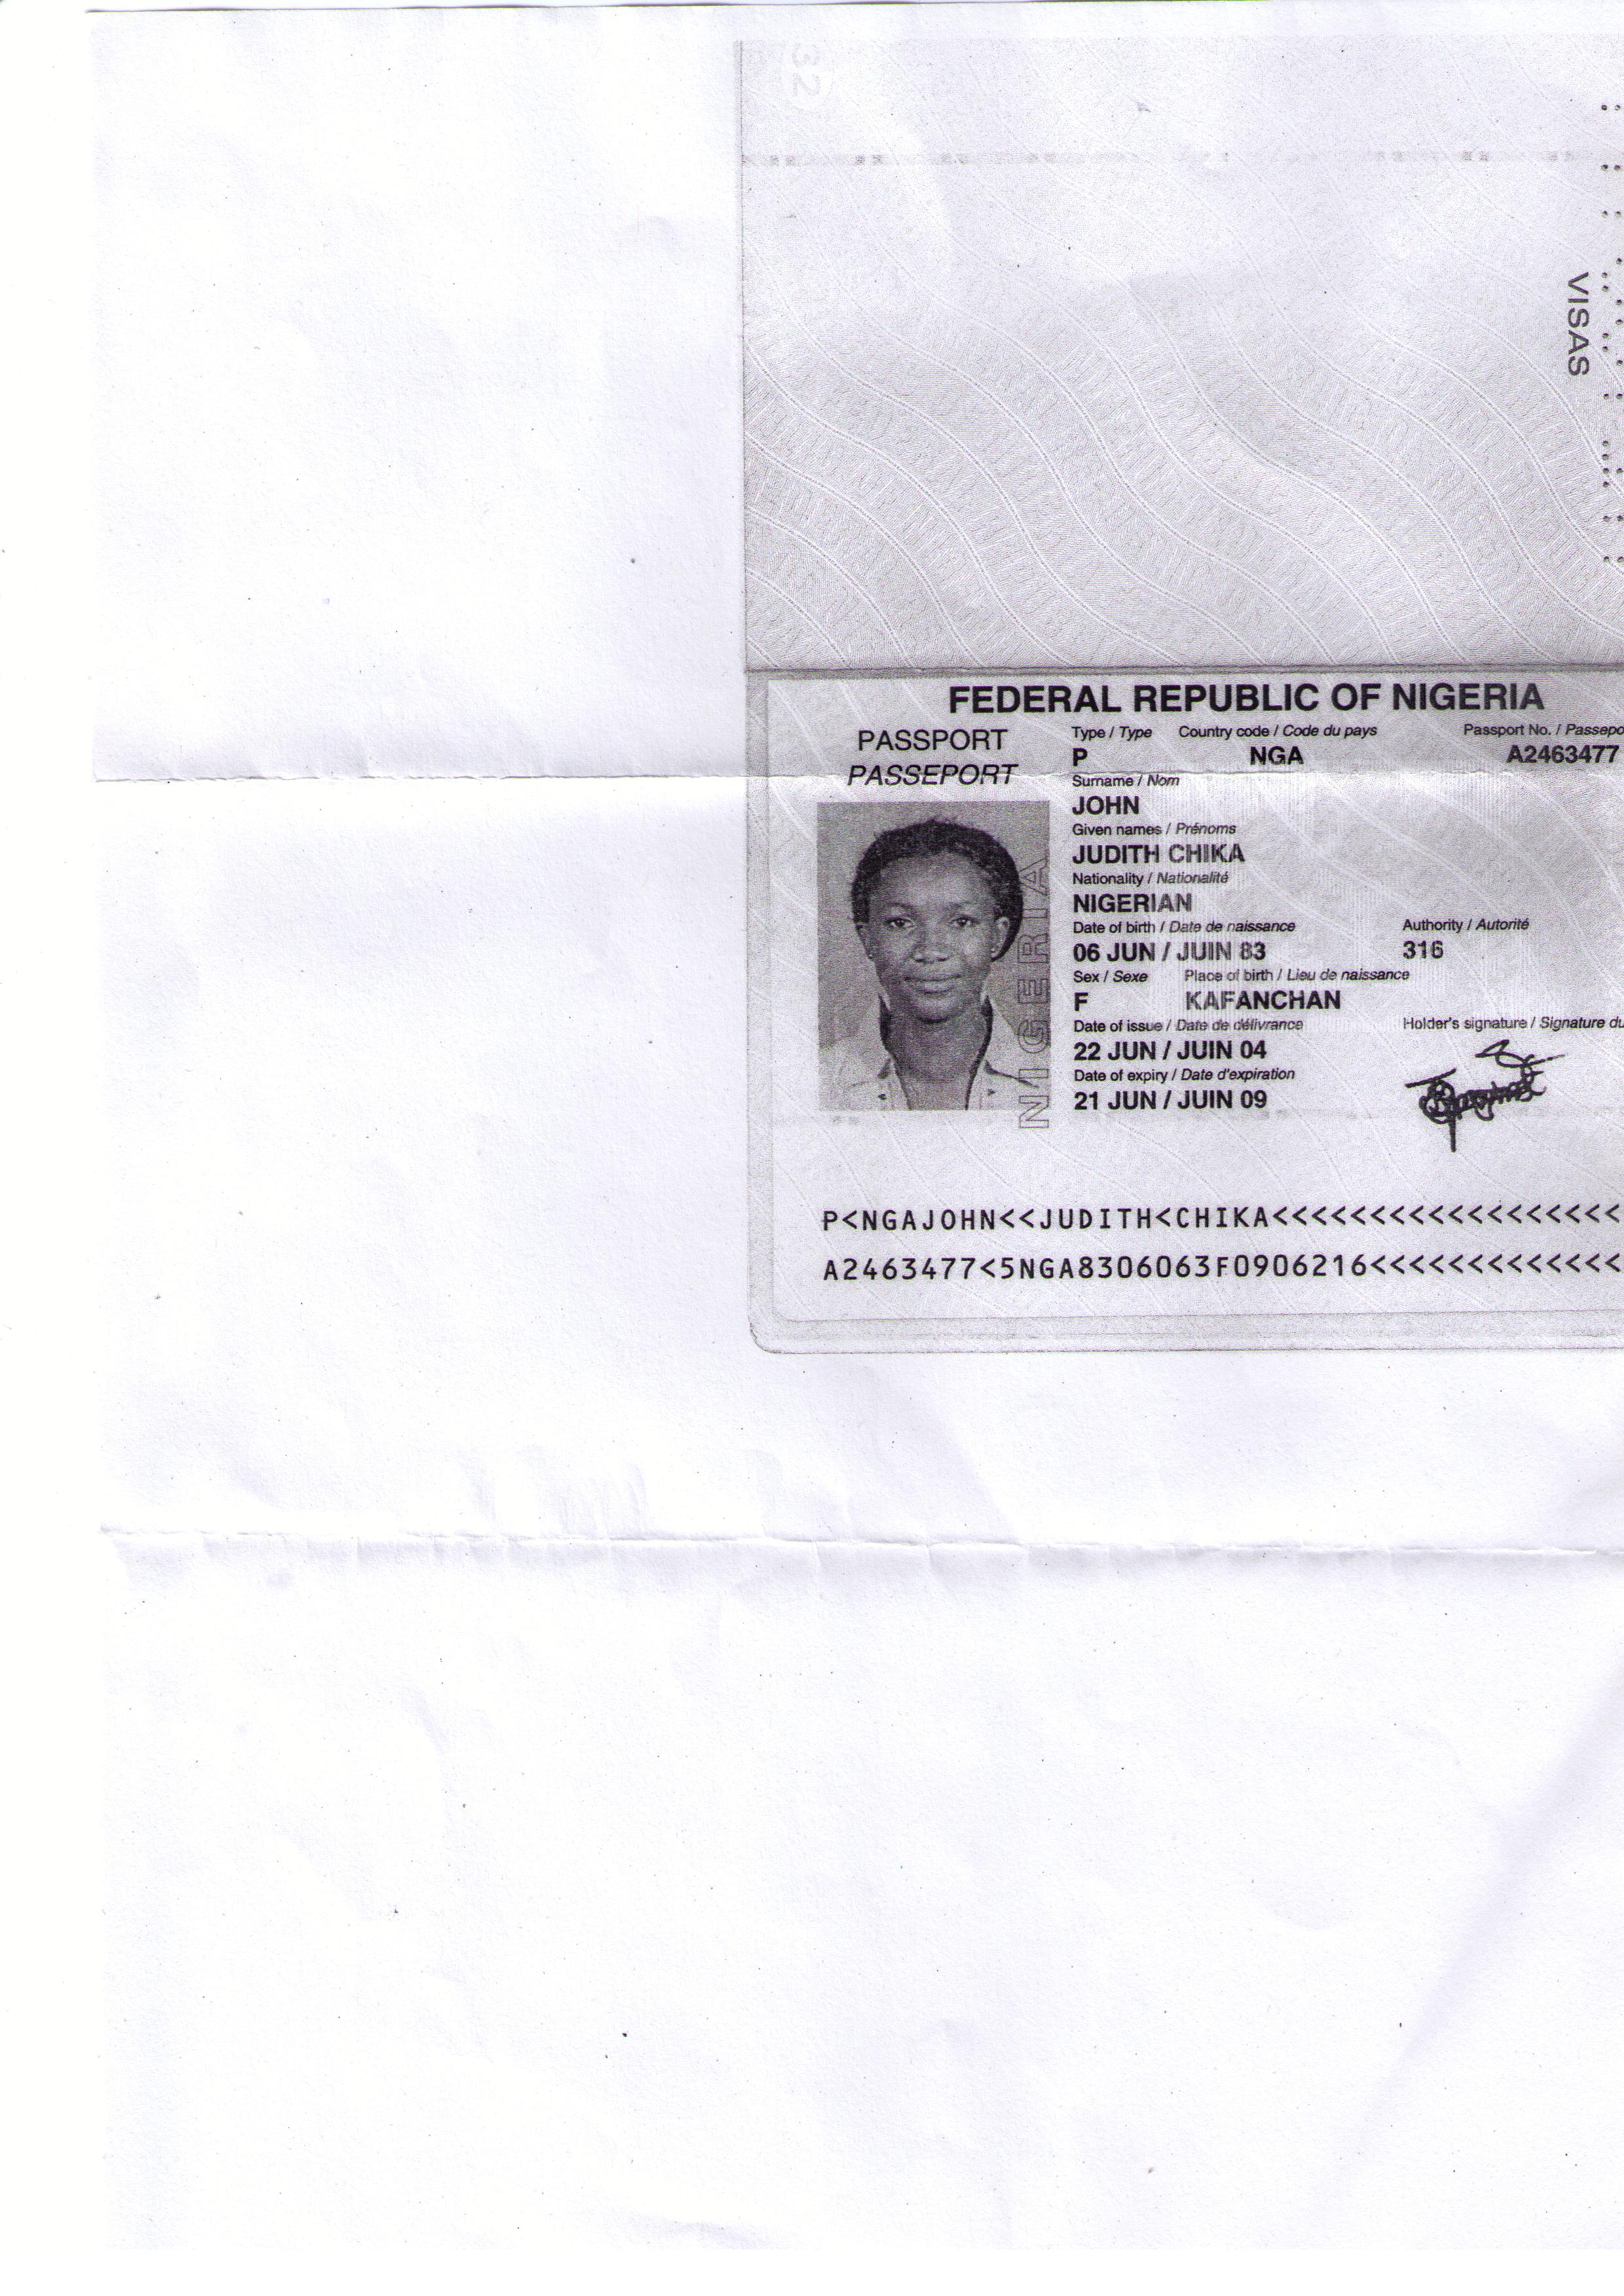 32
VISAS
FEDERAL REPUBLIC OF NIGERIA
PASSPORT
PASSEPORT
Type / Type Country code / Code du pays Passport No. / Passepo
P NGA A2463477
Surname / Nom
JOHN
Given names / Prénoms
JUDITH CHIKA
Nationality / Nationalité
NIGERIAN
Date of birth / Date de naissance Authority / Autorité
06 JUN / JUIN 83 316
Sex / Sexe Place of birth / Lieu de naissance
F KAFANCHAN
Date of issue / Date de délivrance Holder's signature / Signature du
22 JUN / JUIN 04
Date of expiry / Date d'expiration
21 JUN / JUIN 09
NIGERIA
P<NGAJOHN<<JUDITH<CHIKA<<<<<<<<<<<<<<<<<<
A2463477<5NGA8306063F0906216<<<<<<<<<<<<<